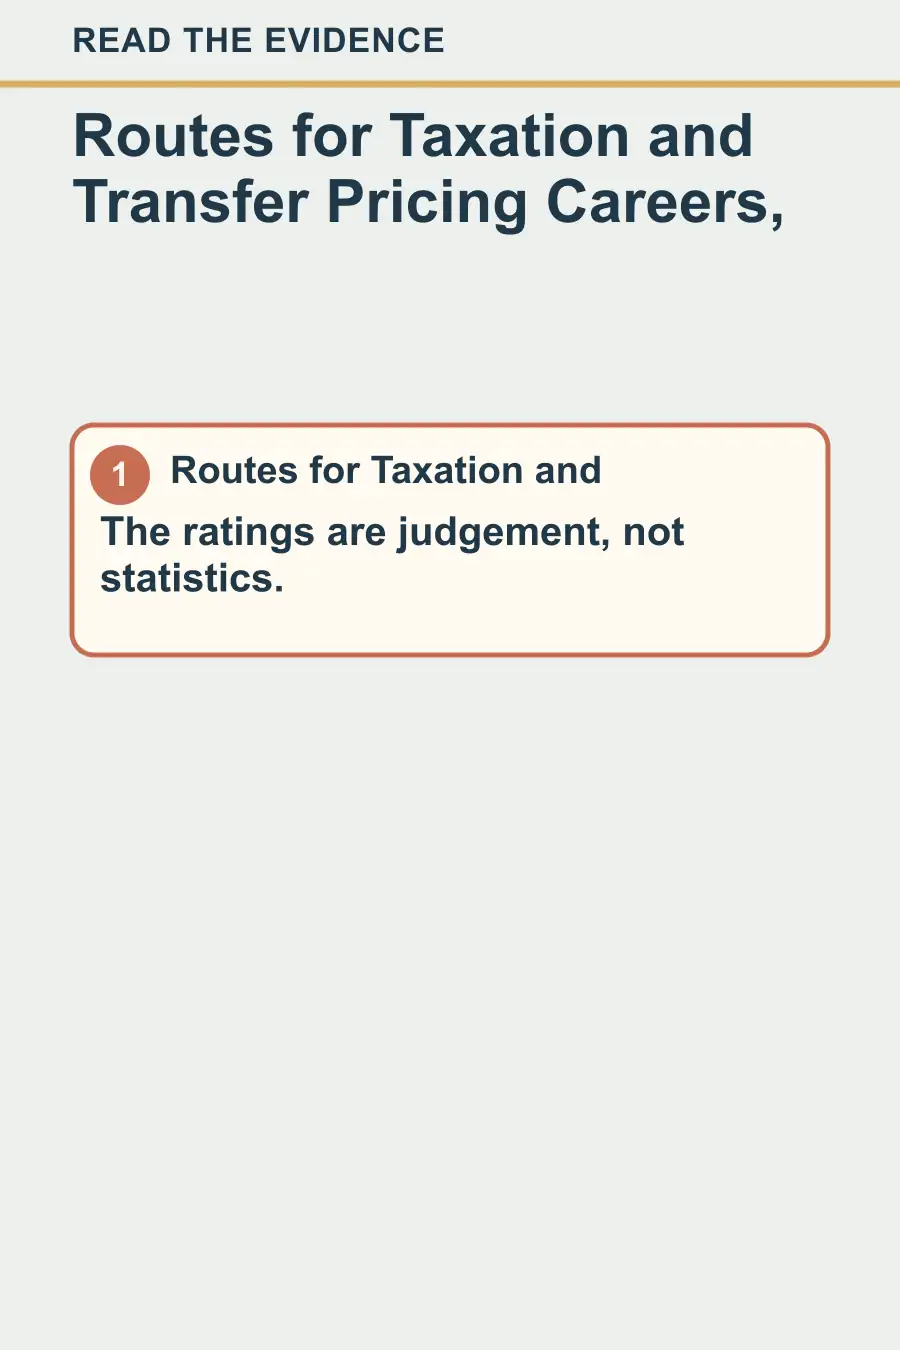 READ THE EVIDENCE
Routes for Taxation and
Transfer Pricing Careers,
1 Routes for Taxation and
The ratings are judgement, not
statistics.